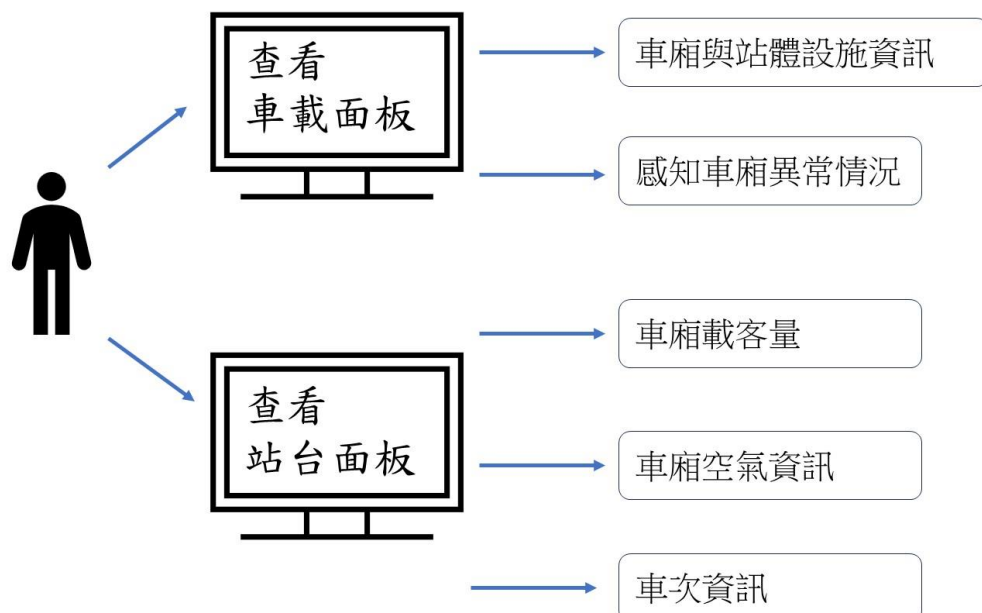 查看
車載面板
車廂與站體設施資訊
感知車廂異常情況
查看
站台面板
車廂載客量
車廂空氣資訊
車次資訊